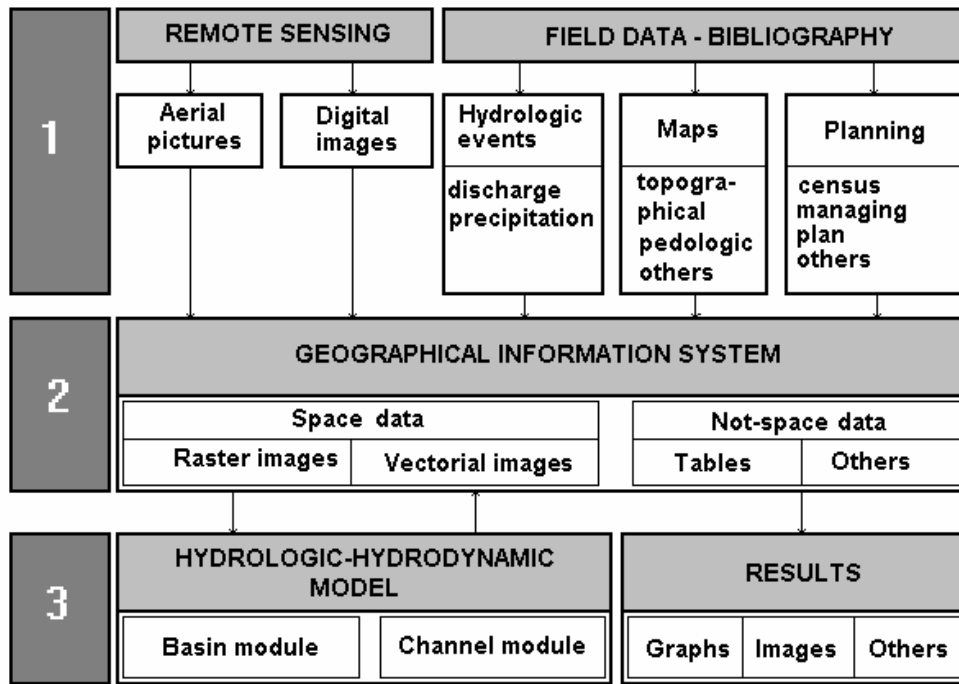 1
REMOTE SENSING
FIELD DATA - BIBLIOGRAPHY
Aerial
pictures
Digital
images
Hydrologic
events
discharge
precipitation
Maps
topogra-
phical
pedologic
others
Planning
census
managing
plan
others
2
GEOGRAPHICAL INFORMATION SYSTEM
Space data
Raster images
Vectorial images
Not-space data
Tables
Others
3
HYDROLOGIC-HYDRODYNAMIC
MODEL
Basin module
Channel module
RESULTS
Graphs
Images
Others